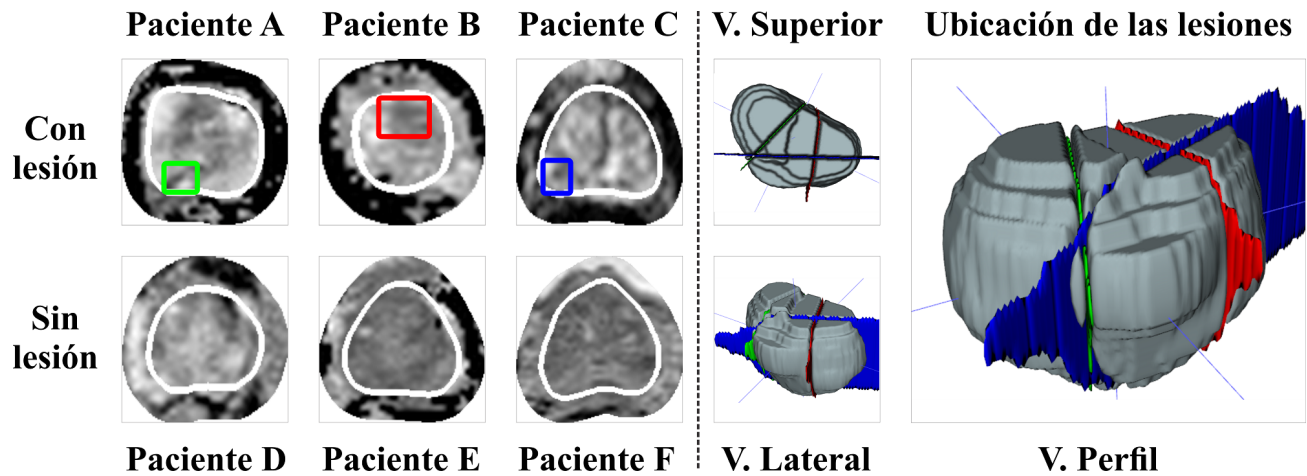 Paciente A
Paciente B
Paciente C
V. Superior
Ubicación de las lesiones
Con
lesión
Sin
lesión
Paciente D
Paciente E
Paciente F
V. Lateral
V. Perfil